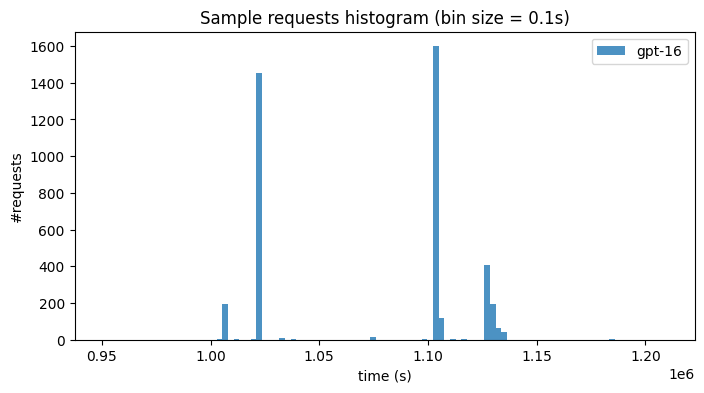 Sample requests histogram (bin size = 0.1s)
gpt-16
#requests
1600
1400
1200
1000
800
600
400
200
0
0.95 1.00 1.05 1.10 1.15 1.20
1e6
time (s)